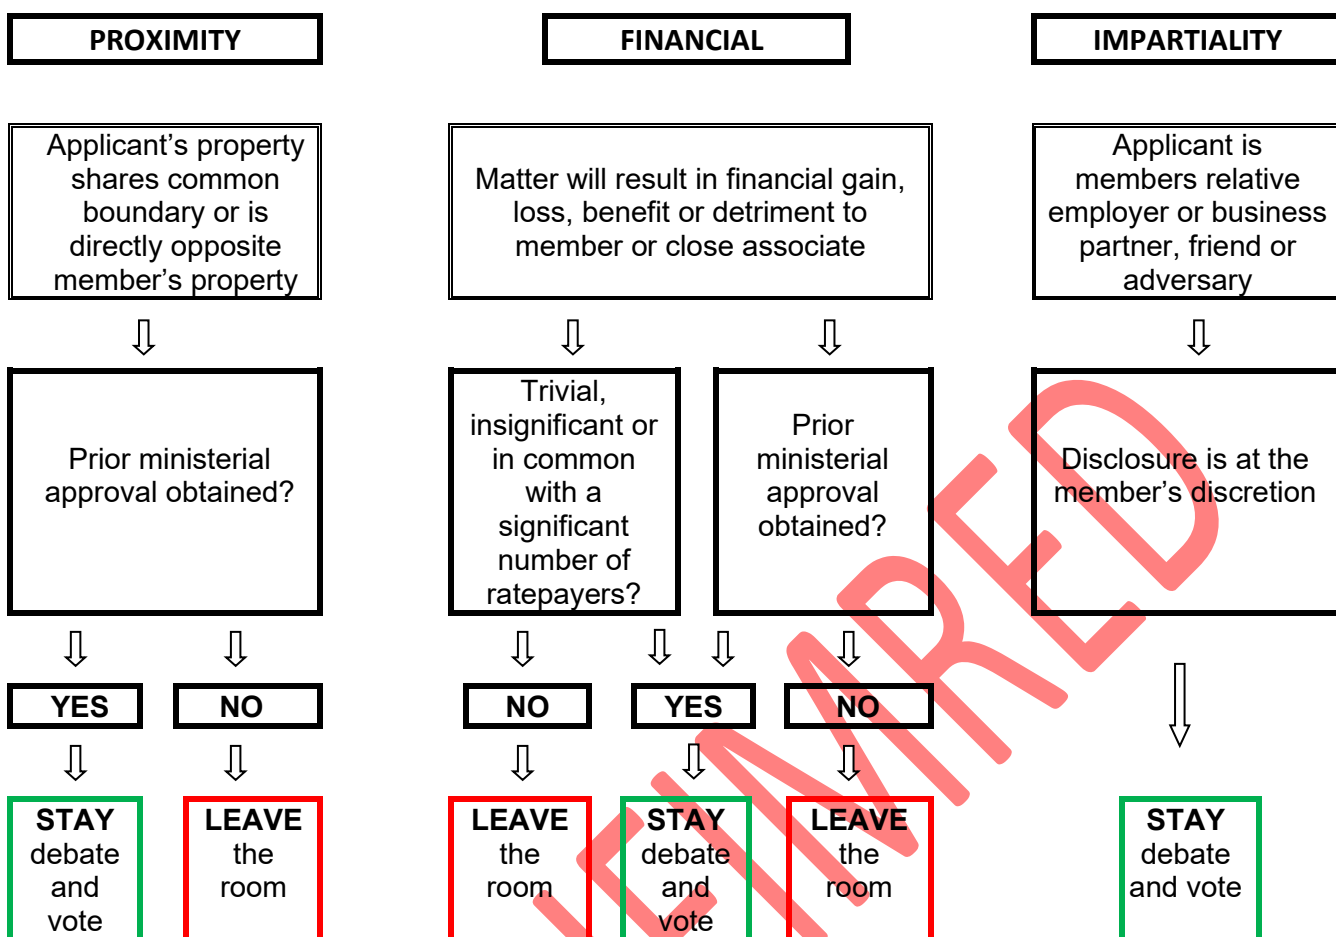 PROXIMITY
FINANCIAL
IMPARTIALITY
Applicant’s property
shares common
boundary or is
directly opposite
member’s property
Matter will result in financial gain,
loss, benefit or detriment to
member or close associate
Applicant is
members relative
employer or business
partner, friend or
adversary
Prior ministerial
approval obtained?
Trivial,
insignificant or
in common
with a
significant
number of
ratepayers?
Prior
ministerial
approval
obtained?
Disclosure is at the
member’s discretion
YES
NO
NO
YES
NO
STAY
debate
and
vote
LEAVE
the
room
LEAVE
the
room
STAY
debate
and
vote
LEAVE
the
room
STAY
debate
and vote